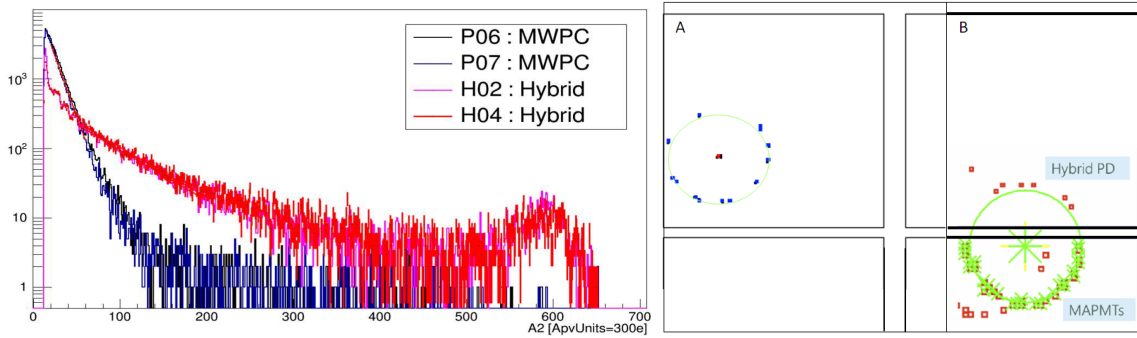 P06 : MWPC
P07 : MWPC
H02 : Hybrid
H04 : Hybrid
10³
10²
10
1
0 100 200 300 400 500 600 700
A2 [ApvUnits=300e]
A
B
Hybrid PD
MAPMTs